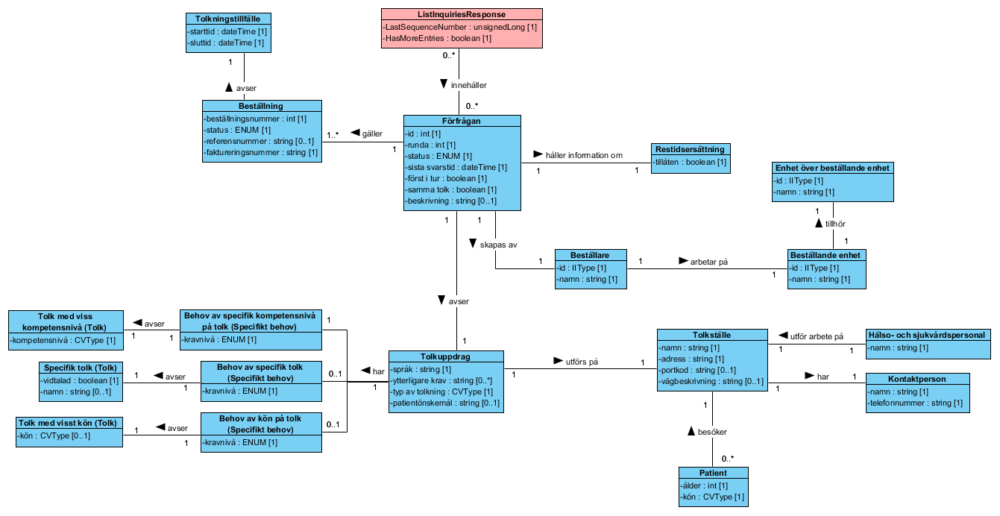 Tolkningstillfälle
-starttid : dateTime [1]
-sluttid : dateTime [1]
1
avser
ListInquiriesResponse
-LastSequenceNumber : unsignedLong [1]
-HasMoreEntries : boolean [1]
0..*
innehåller
0..*
Beställning
-beställningsnummer : int [1]
-status : ENUM [1]
-referensnummer : string [0..1]
-faktureringsnummer : string [1]
1..*
gäller
1
Förfrågan
-id : int [1]
-runda : int [1]
-status : ENUM [1]
-sista svarstid : dateTime [1]
-först i tur : boolean [1]
-samma tolk : boolean [1]
-beskrivning : string [0..1]
håller information om
1
1
Restidsersättning
-tillåten : boolean [1]
Enhet över beställande enhet
-id : IIType [1]
-namn : string [1]
1
tillhör
1
1
1
skapas av
1
Beställare
-id : IIType [1]
-namn : string [1]
1
arbetar på
1
Beställande enhet
-id : IIType [1]
-namn : string [1]
avser
1
Tolk med viss
kompetensnivå (Tolk)
-kompetensnivå : CVType [1]
avser
1
1
Behov av specifik kompetensnivå
på tolk (Specifikt behov)
-kravnivå : ENUM [1]
1
Specifik tolk (Tolk)
-vidtalad : boolean [1]
-namn : string [0..1]
1
avser
1
Behov av specifik tolk
(Specifikt behov)
-kravnivå : ENUM [1]
0..1
har
1
Tolk med visst kön (Tolk)
-kön : CVType [0..1]
1
avser
1
Behov av kön på tolk
(Specifikt behov)
-kravnivå : ENUM [1]
0..1
Tolkuppdrag
-språk : string [1]
-ytterligare krav : string [0..*]
-typ av tolkning : CVType [1]
-patientönskemål : string [0..1]
1
utförs på
1
Tolkställe
-namn : string [1]
-adress : string [1]
-portkod : string [0..1]
-vägbeskrivning : string [0..1]
utför arbete på
1
1
Hälso- och sjukvårdspersonal
-namn : string [1]
har
1
1
Kontaktperson
-namn : string [1]
-telefonnummer : string [1]
1
besöker
0..*
Patient
-ålder : int [1]
-kön : CVType [1]